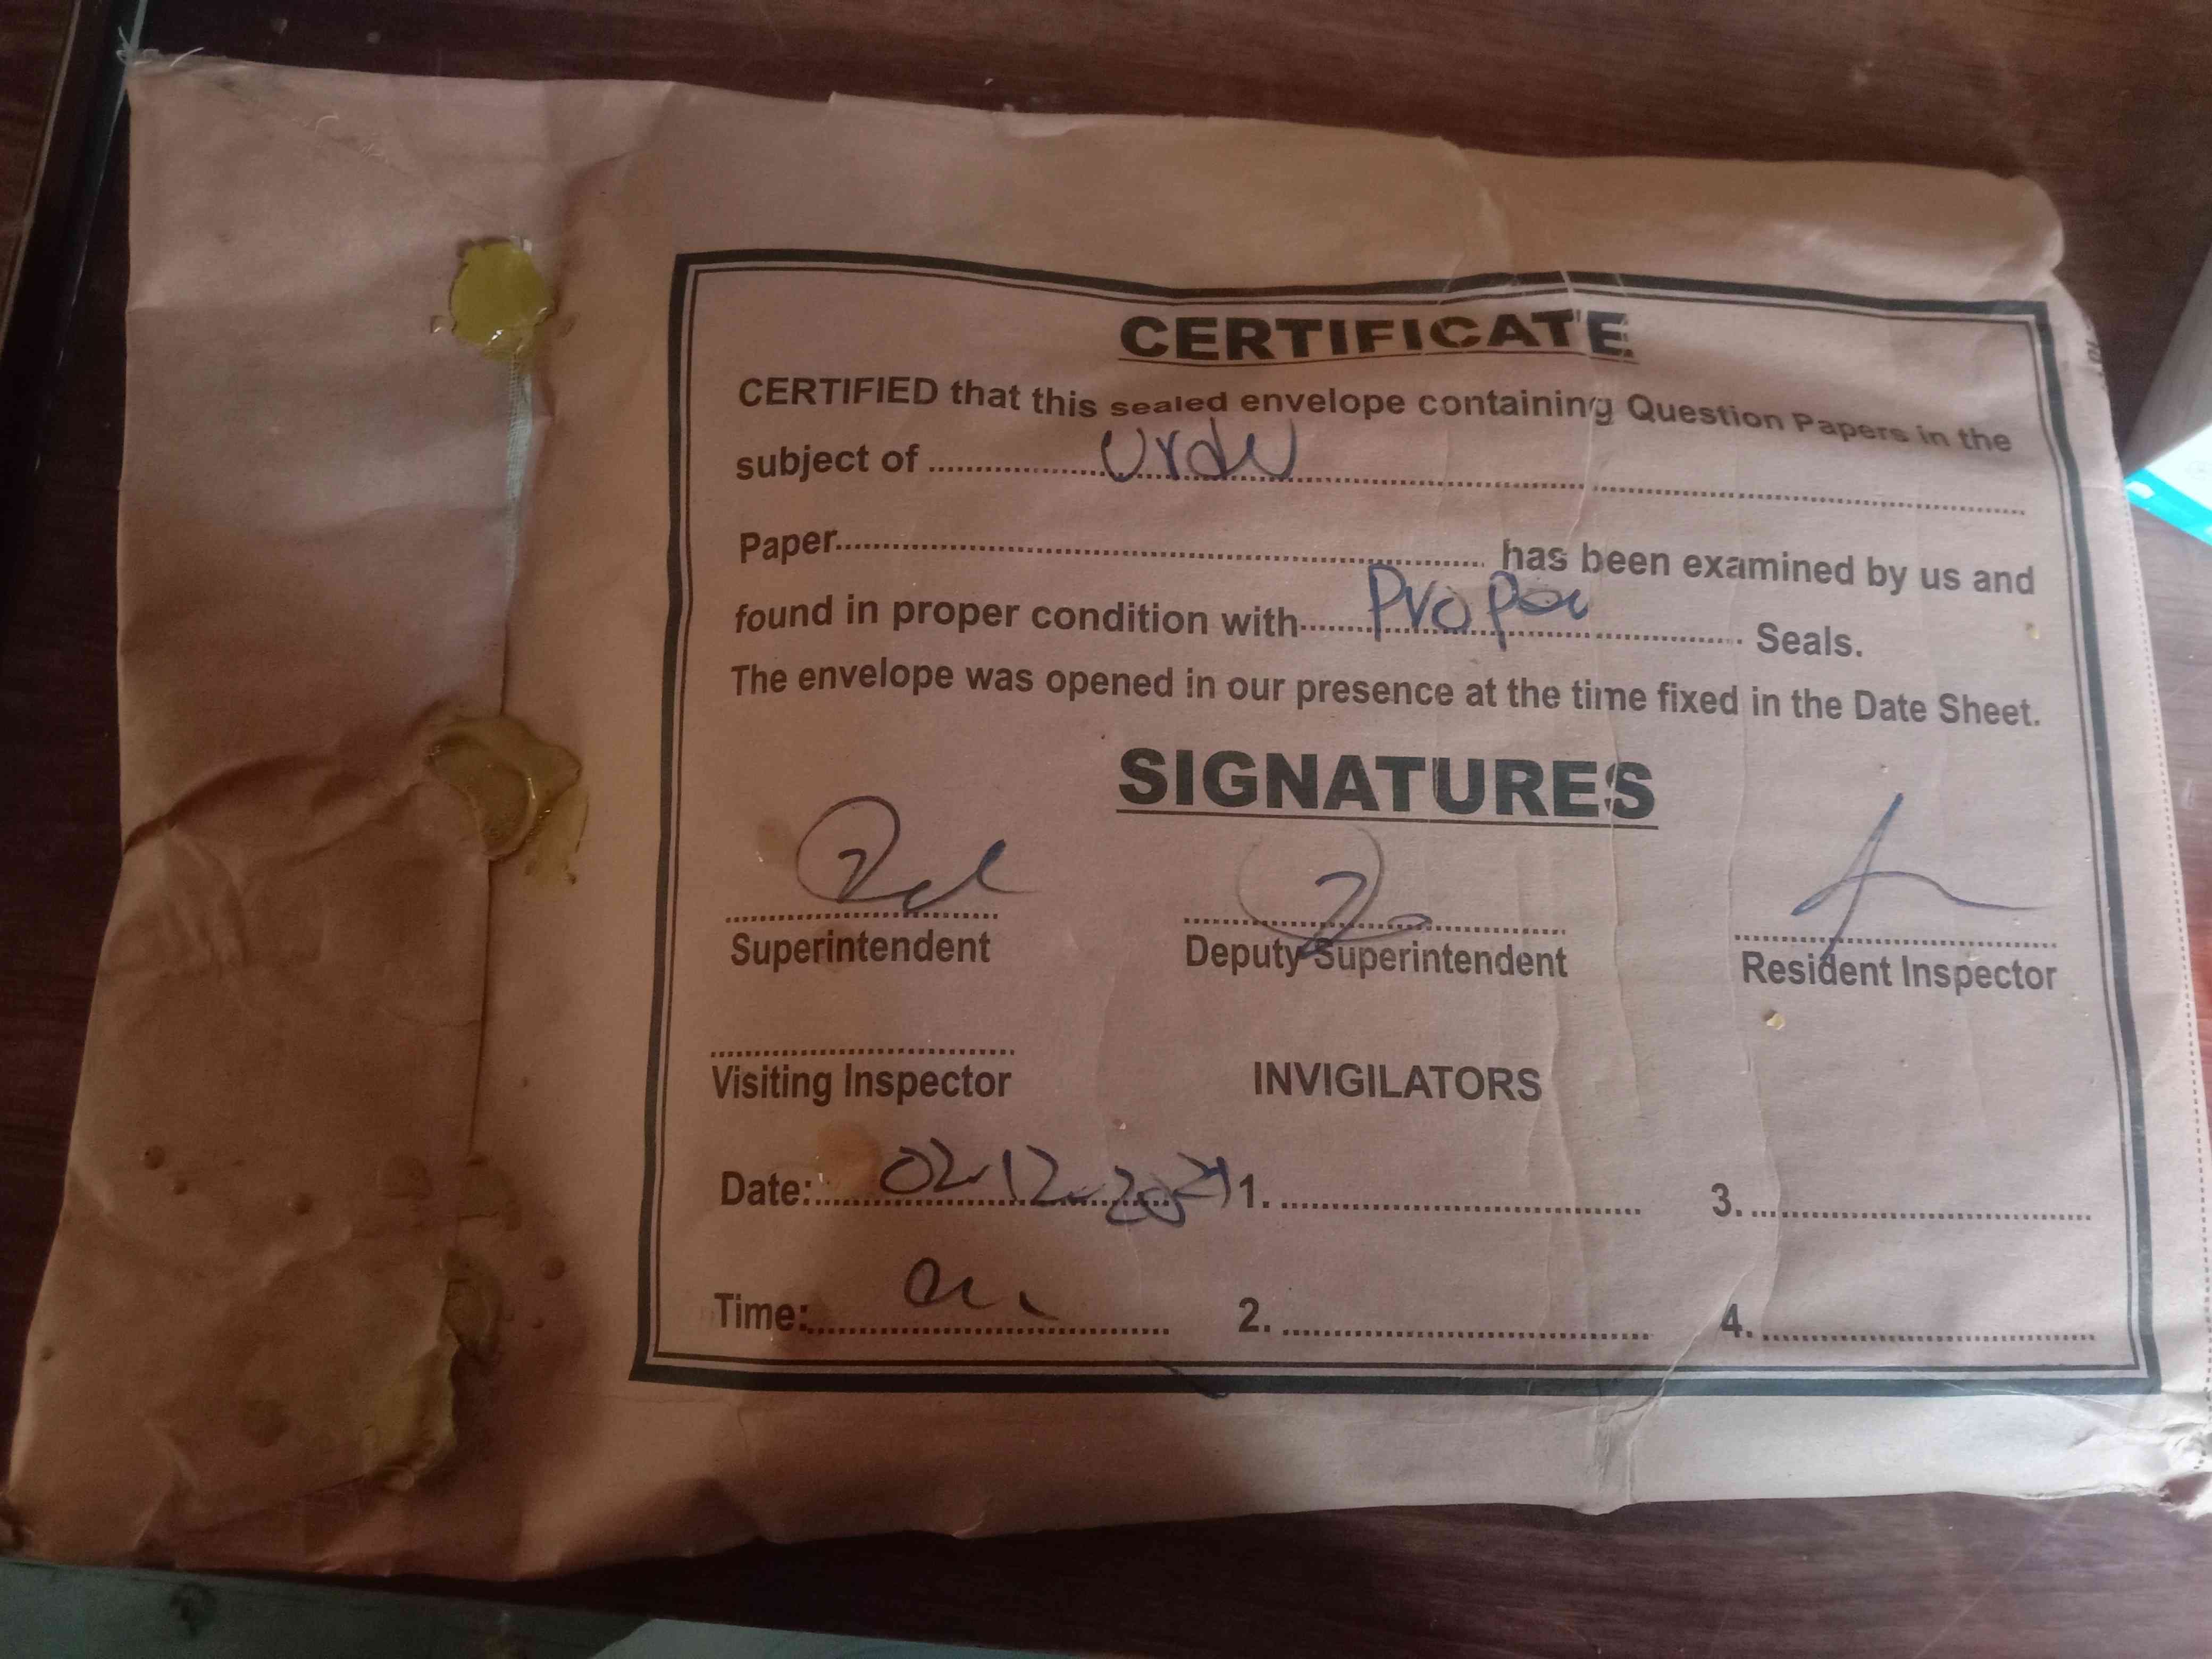 CERTIFICATE
CERTIFIED that this sealed envelope containing Question Papers in the
subject of ........ Urdu ........
Paper................ has been examined by us and
found in proper condition with........ Proper ........ Seals.
The envelope was opened in our presence at the time fixed in the Date Sheet.
SIGNATURES
Superintendent Deputy Superintendent Resident Inspector
Visiting Inspector INVIGILATORS
Date: 02-12-2021 1. ................ 3. ................
Time: ................ 2. ................ 4. ................